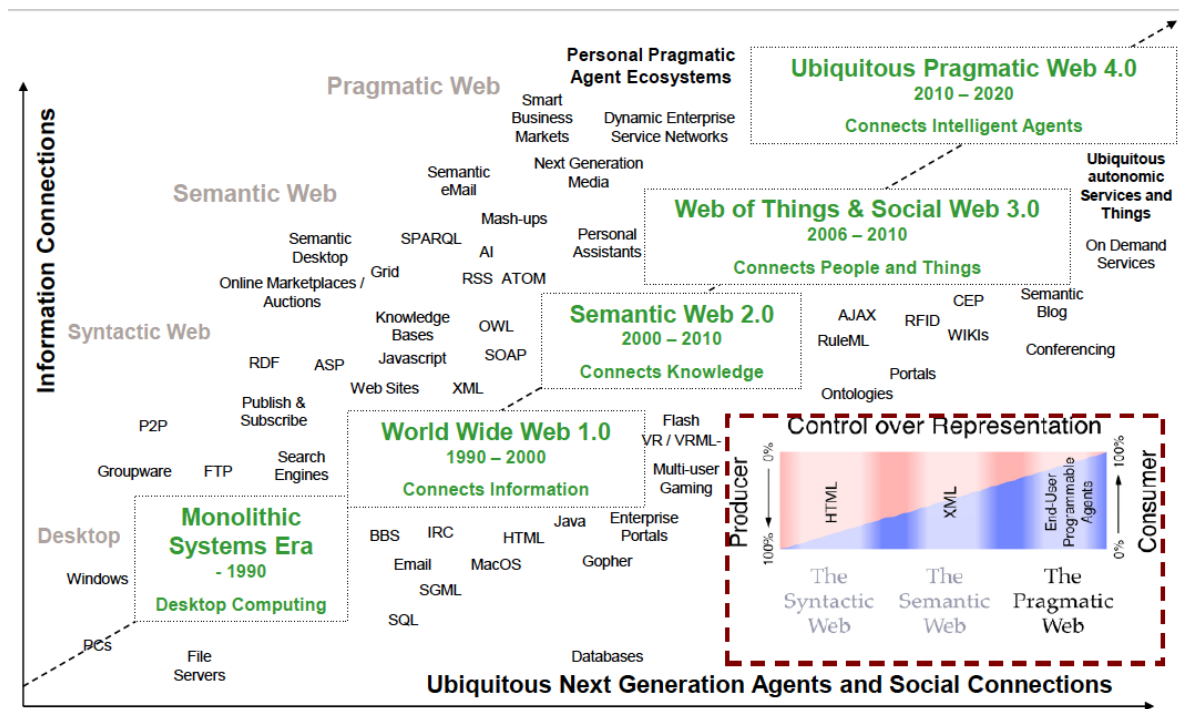 Personal Pragmatic
Agent Ecosystems
Ubiquitous Pragmatic Web 4.0
2010 – 2020
Connects Intelligent Agents
Pragmatic Web
Smart
Business
Markets
Dynamic Enterprise
Service Networks
Information Connections
Next Generation
Media
Ubiquitous
autonomic
Services and
Things
Semantic Web
Semantic
eMail
Web of Things & Social Web 3.0
2006 – 2010
Connects People and Things
Mash-ups
Semantic
Desktop
SPARQL
AI
Personal
Assistants
On Demand
Services
Online Marketplaces /
Auctions
Grid
RSS
ATOM
Syntactic Web
Knowledge
Bases
OWL
Semantic Web 2.0
2000 – 2010
Connects Knowledge
AJAX
RFID
CEP
Semantic
Blog
RuleML
WIKIs
Conferencing
RDF
ASP
Javascript
SOAP
Web Sites
XML
Portals
Ontologies
P2P
Publish &
Subscribe
World Wide Web 1.0
1990 – 2000
Connects Information
Flash
VR / VRML-
Multi-user
Gaming
Groupware
FTP
Search
Engines
Desktop
Monolithic
Systems Era
- 1990
Desktop Computing
Windows
BBS
IRC
HTML
Java
Enterprise
Portals
Email
MacOS
Gopher
SGML
SQL
PCs
File
Servers
Databases
Control over Representation
Producer
0%
100%
HTML
XML
End-User
Programmable
Agents
100%
0%
Consumer
The
Syntactic
Web
The
Semantic
Web
The
Pragmatic
Web
Ubiquitous Next Generation Agents and Social Connections